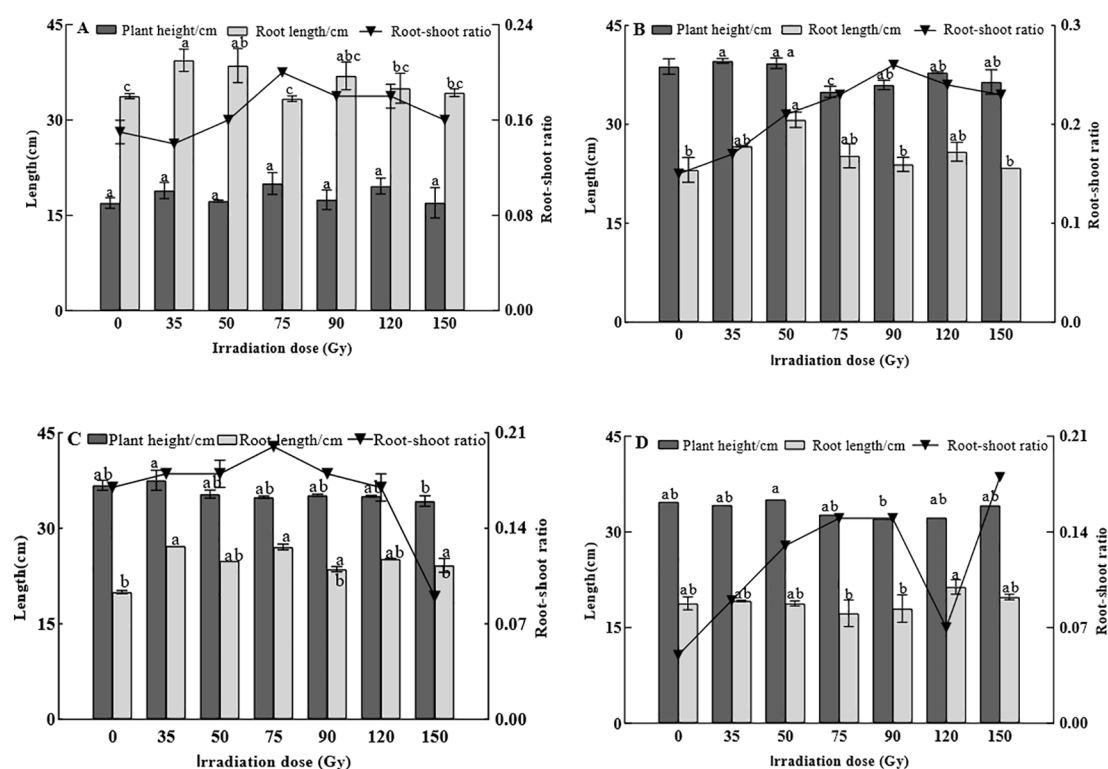 A Plant height/cm Root length/cm Root-shoot ratio
45
30
15
0
Length(cm)
c a ab c abc bc bc
a a a a a a a
0.24
0.16
0.08
0.00
Root-shoot ratio
0 35 50 75 90 120 150
Irradiation dose (Gy)
B Plant height/cm Root length/cm Root-shoot ratio
45
30
15
0
Length(cm)
a a a c ab ab ab
b ab a ab b ab b
0.3
0.2
0.1
0.0
Root-shoot ratio
0 35 50 75 90 120 150
Irradiation dose (Gy)
C Plant height/cm Root length/cm Root-shoot ratio
45
30
15
0
Length(cm)
ab a ab ab ab ab b
b a ab a a b ab a b
0.21
0.14
0.07
0.00
Root-shoot ratio
0 35 50 75 90 120 150
Irradiation dose (Gy)
D Plant height/cm Root length/cm Root-shoot ratio
45
30
15
0
Length(cm)
ab ab a ab b ab ab
ab ab ab b b a ab
0.21
0.14
0.07
0.00
Root-shoot ratio
0 35 50 75 90 120 150
Irradiation dose (Gy)